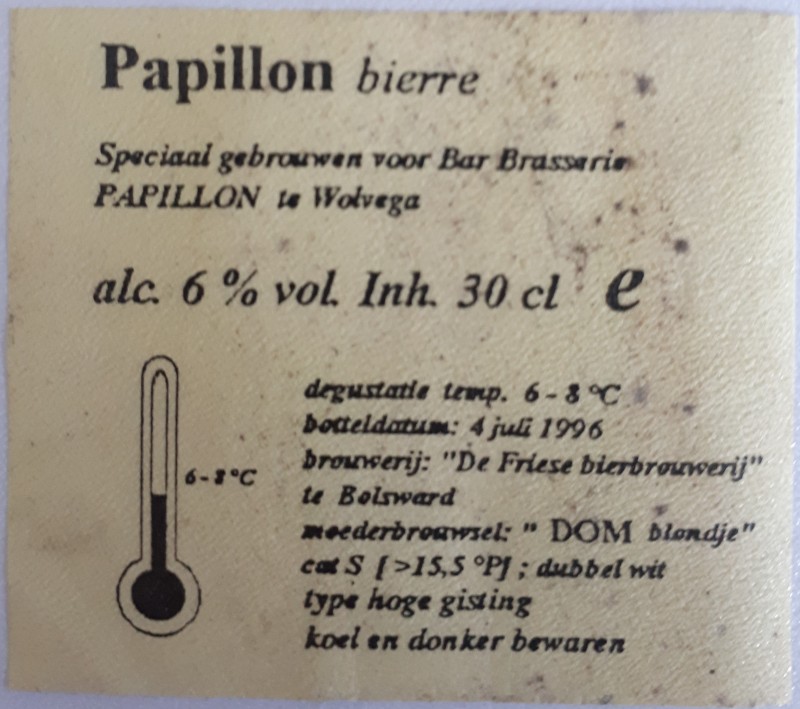 Papillon bierre
Speciaal gebrouwen voor Bar Brasserie
PAPILLON te Wolvega
alc. 6 % vol. Inh. 30 cl e
degustatie temp. 6 - 8 °C
botteldatum: 4 juli 1996
6 - 8 °C
brouwerij: "De Friese bierbrouwerij"
te Bolsward
moederbrouwsel: " DOM blondje"
cat S [ >15,5 °P] ; dubbel wit
type hoge gisting
koel en donker bewaren